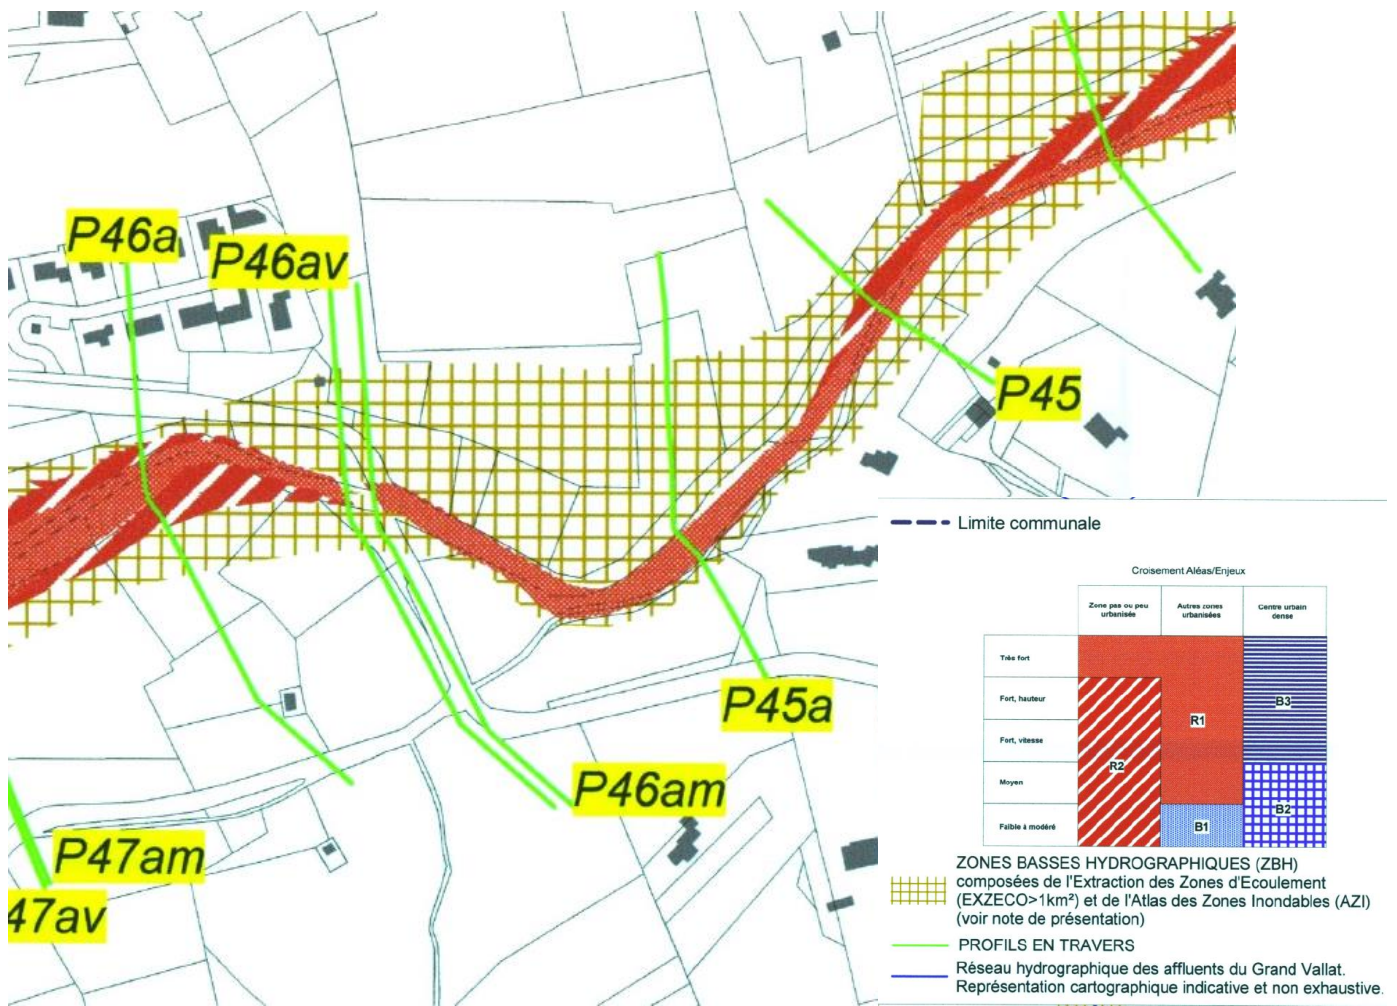 P46a
P46av
P45
P45a
P46am
P47am
47av
Limite communale
Croisement Aléas/Enjeux
Zone pas ou peu
urbanisée
Autres zones
urbanisées
Centre urbain
dense
Très fort
Fort, hauteur
Fort, vitesse
Moyen
Faible à modéré
R1
R2
B1
B3
B2
ZONES BASSES HYDROGRAPHIQUES (ZBH)
composées de l'Extraction des Zones d'Ecoulement
(EXZECO>1km²) et de l'Atlas des Zones Inondables (AZI)
(voir note de présentation)
PROFILS EN TRAVERS
Réseau hydrographique des affluents du Grand Vallat.
Représentation cartographique indicative et non exhaustive.